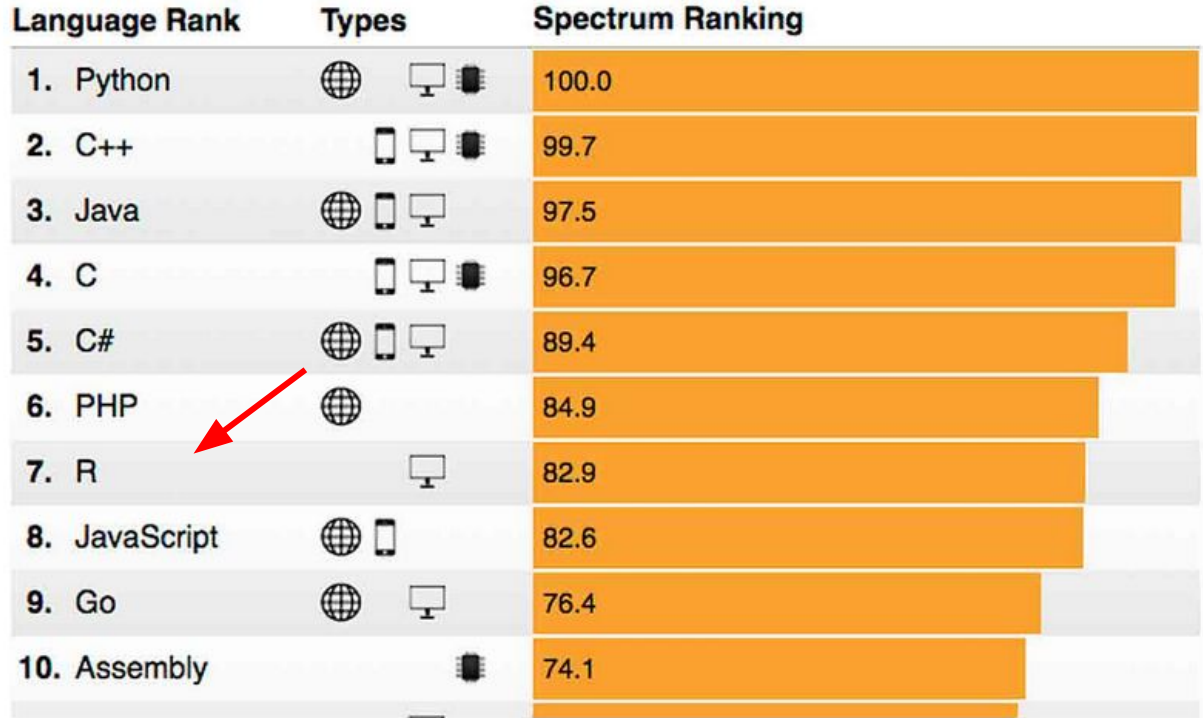 Language Rank Types Spectrum Ranking
1. Python 100.0
2. C++ 99.7
3. Java 97.5
4. C 96.7
5. C# 89.4
6. PHP 84.9
7. R 82.9
8. JavaScript 82.6
9. Go 76.4
10. Assembly 74.1